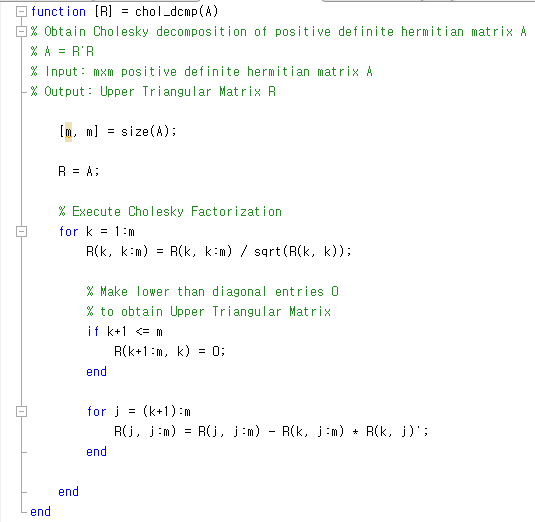 function [R] = chol_dcmp(A)
% Obtain Cholesky decomposition of positive definite hermitian matrix A
% A = R'R
% Input: mxm positive definite hermitian matrix A
% Output: Upper Triangular Matrix R
[m, m] = size(A);
R = A;
% Execute Cholesky Factorization
for k = 1:m
R(k, k:m) = R(k, k:m) / sqrt(R(k, k));
% Make lower than diagonal entries 0
% to obtain Upper Triangular Matrix
if k+1 <= m
R(k+1:m, k) = 0;
end
for j = (k+1):m
R(j, j:m) = R(j, j:m) - R(k, j:m) * R(k, j)';
end
end
end